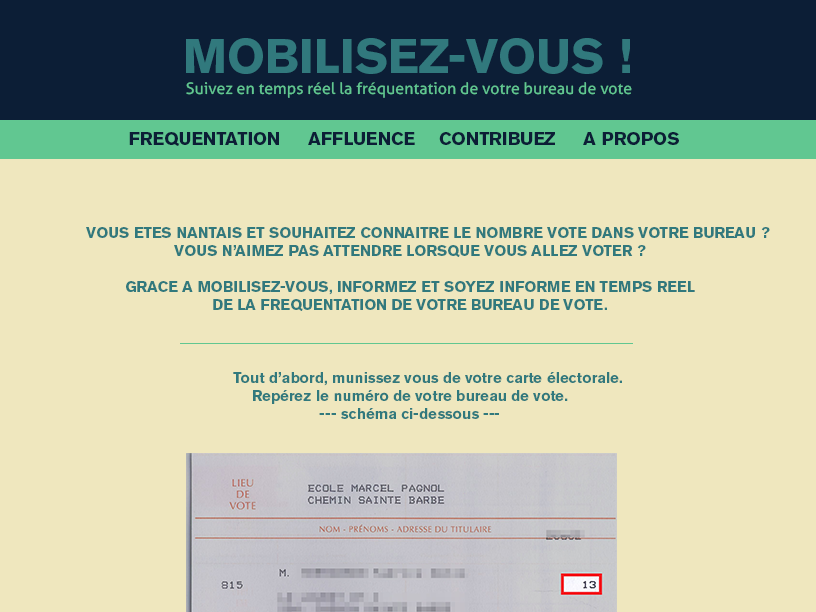 MOBILISEZ-VOUS !
Suivez en temps réel la fréquentation de votre bureau de vote
FREQUENTATION AFFLUENCE CONTRIBUEZ A PROPOS
VOUS ETES NANTAIS ET SOUHAITEZ CONNAITRE LE NOMBRE VOTE DANS VOTRE BUREAU ?
VOUS N'AIMEZ PAS ATTENDRE LORSQUE VOUS ALLEZ VOTER ?
GRACE A MOBILISEZ-VOUS, INFORMEZ ET SOYEZ INFORME EN TEMPS REEL
DE LA FREQUENTATION DE VOTRE BUREAU DE VOTE.
Tout d'abord, munissez vous de votre carte électorale.
Repérez le numéro de votre bureau de vote.
--- schéma ci-dessous ---
LIEU
DE
VOTE
ECOLE MARCEL PAGNOL
CHEMIN SAINTE BARBE
NOM - PRÉNOMS - ADRESSE DU TITULAIRE
M.
815
13